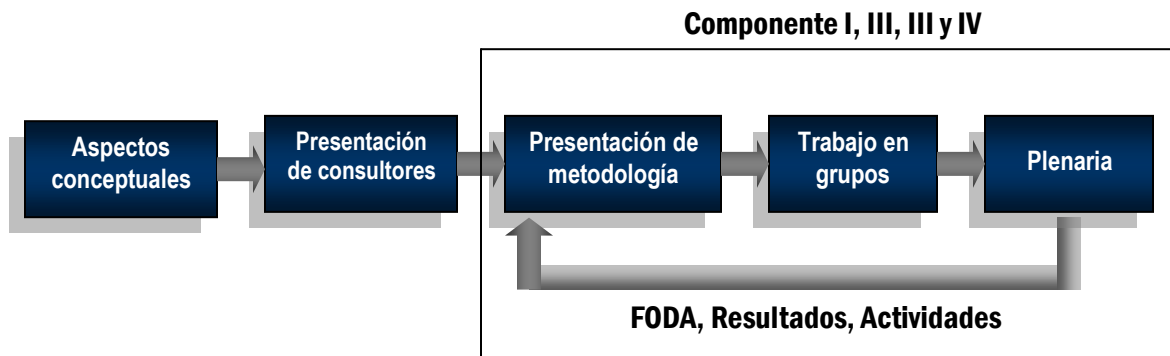 Componente I, III, III y IV
Aspectos
conceptuales
Presentación
de consultores
Presentación de
metodología
Trabajo en
grupos
Plenaria
FODA, Resultados, Actividades